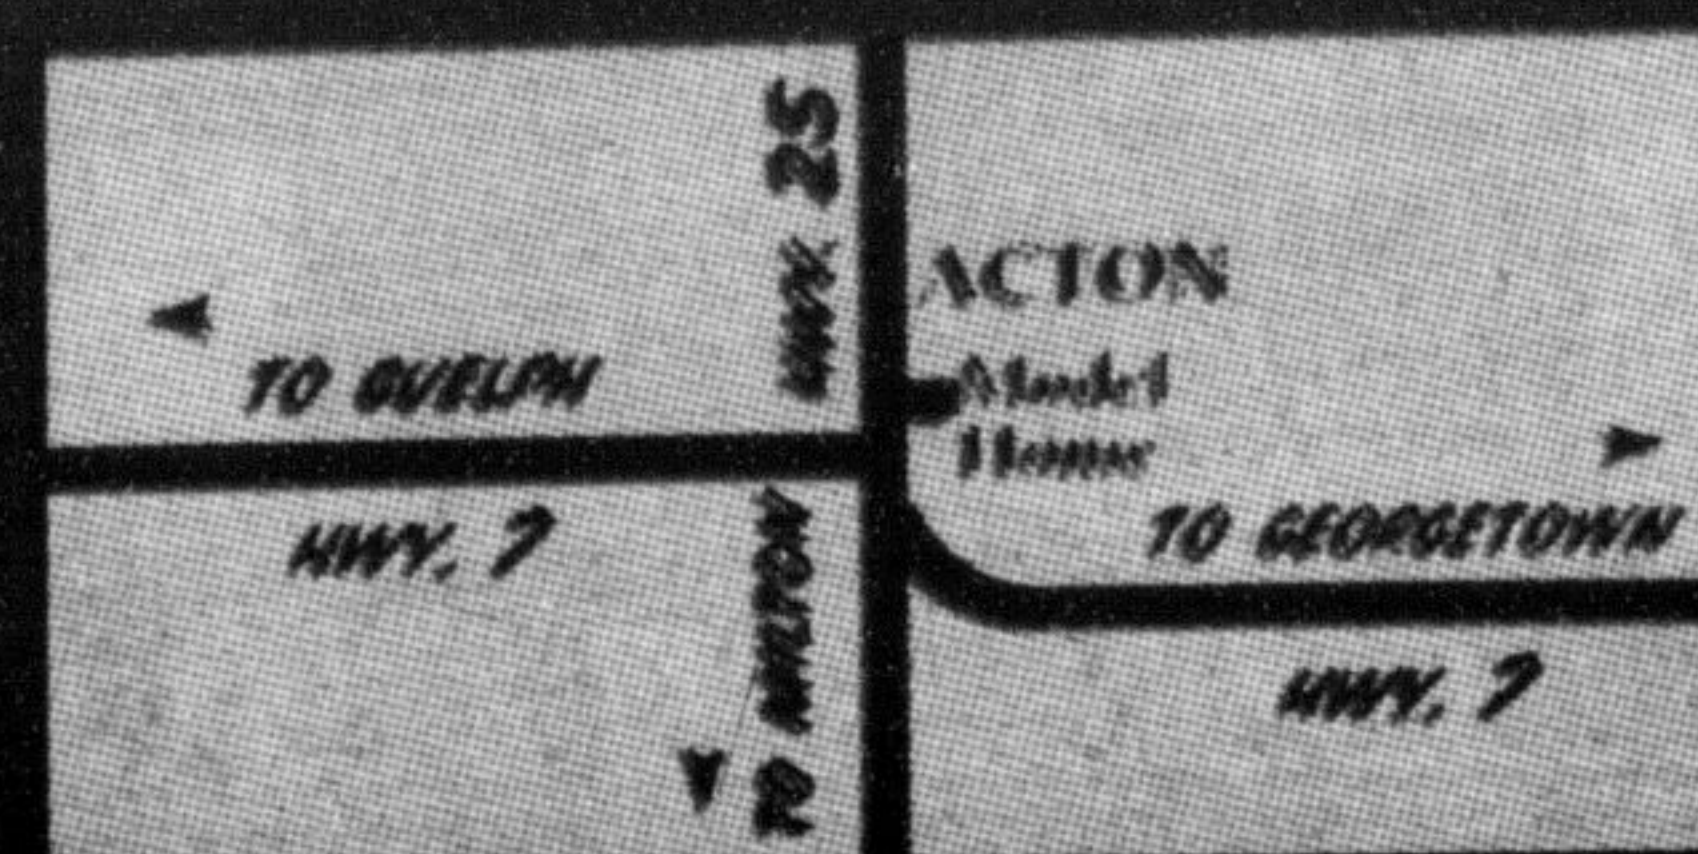 HWY. 25
ACTON
TO GUELPH
Model
Home
TO GEORGETOWN
HWY. 7
TO MILTON
HWY. 7